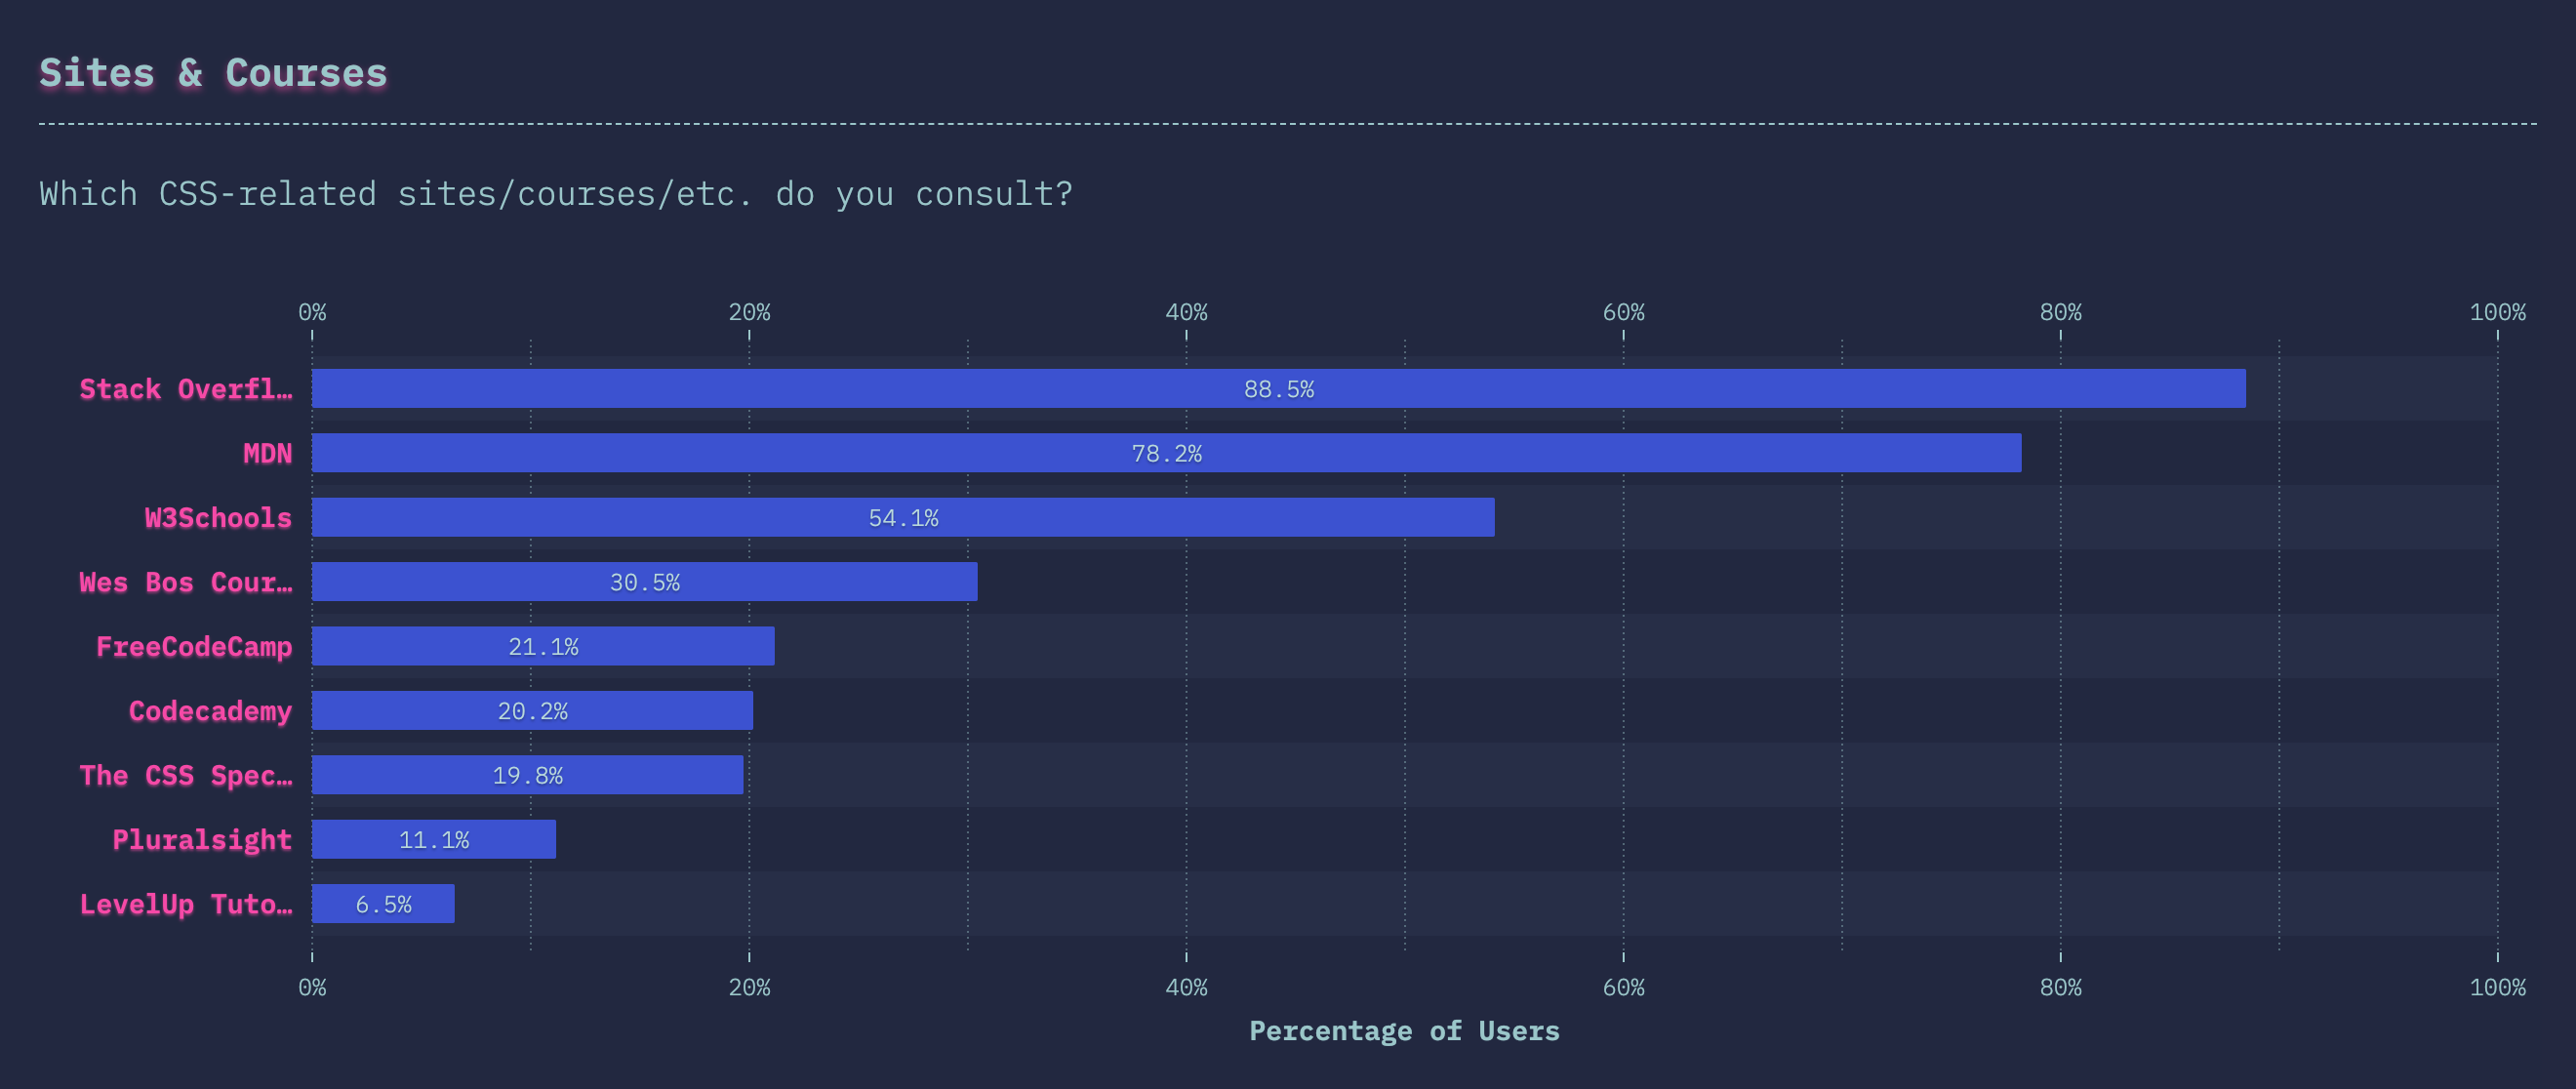 Sites & Courses
Which CSS-related sites/courses/etc. do you consult?
0% 20% 40% 60% 80% 100%
Stack Overfl… 88.5%
MDN 78.2%
W3Schools 54.1%
Wes Bos Cour… 30.5%
FreeCodeCamp 21.1%
Codecademy 20.2%
The CSS Spec… 19.8%
Pluralsight 11.1%
LevelUp Tuto… 6.5%
0% 20% 40% 60% 80% 100%
Percentage of Users